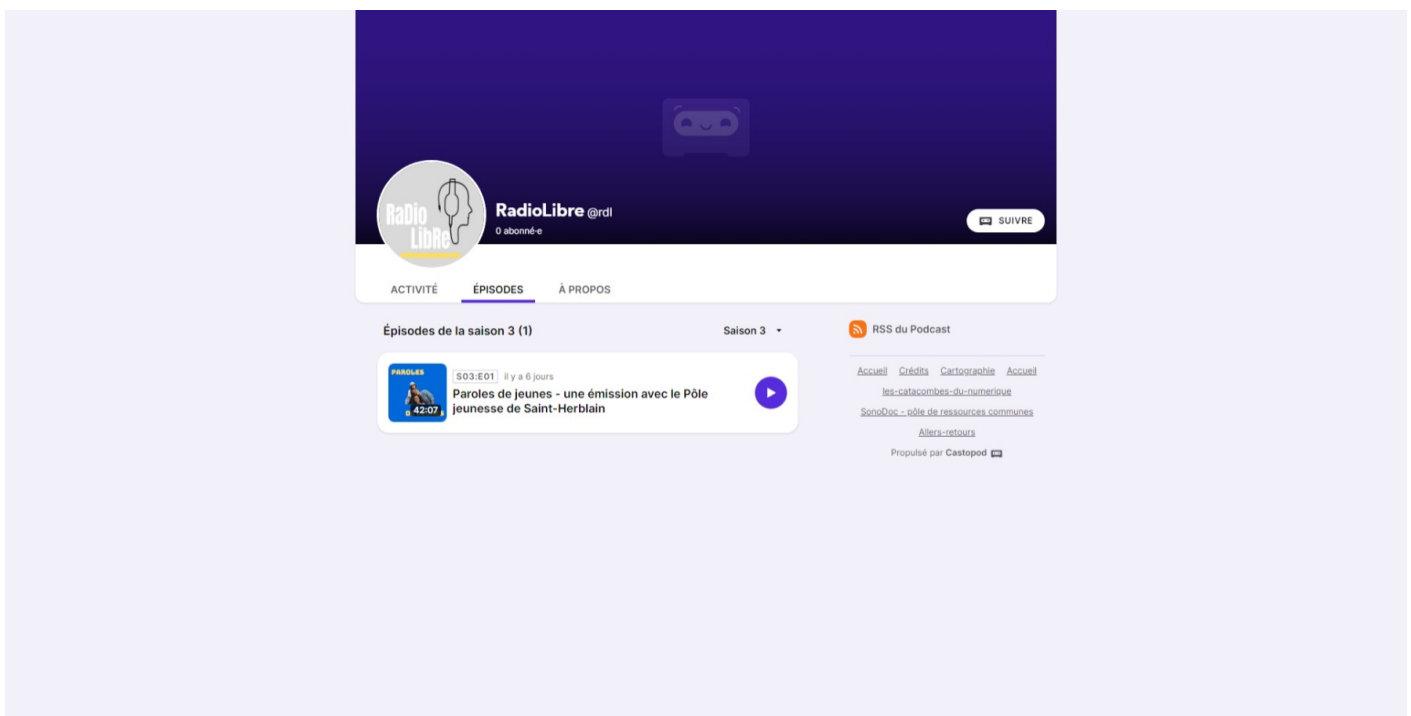 RaDio
LibRe
RadioLibre @rdl
0 abonné·e
SUIVRE
ACTIVITÉ ÉPISODES À PROPOS
Épisodes de la saison 3 (1)
Saison 3
PAROLES
42:07
S03:E01 il y a 6 jours
Paroles de jeunes - une émission avec le Pôle
jeunesse de Saint-Herblain
RSS du Podcast
Accueil Crédits Cartographie Accueil
les-catacombes-du-numerique
SonoDoc - pôle de ressources communes
Allers-retours
Propulsé par Castopod